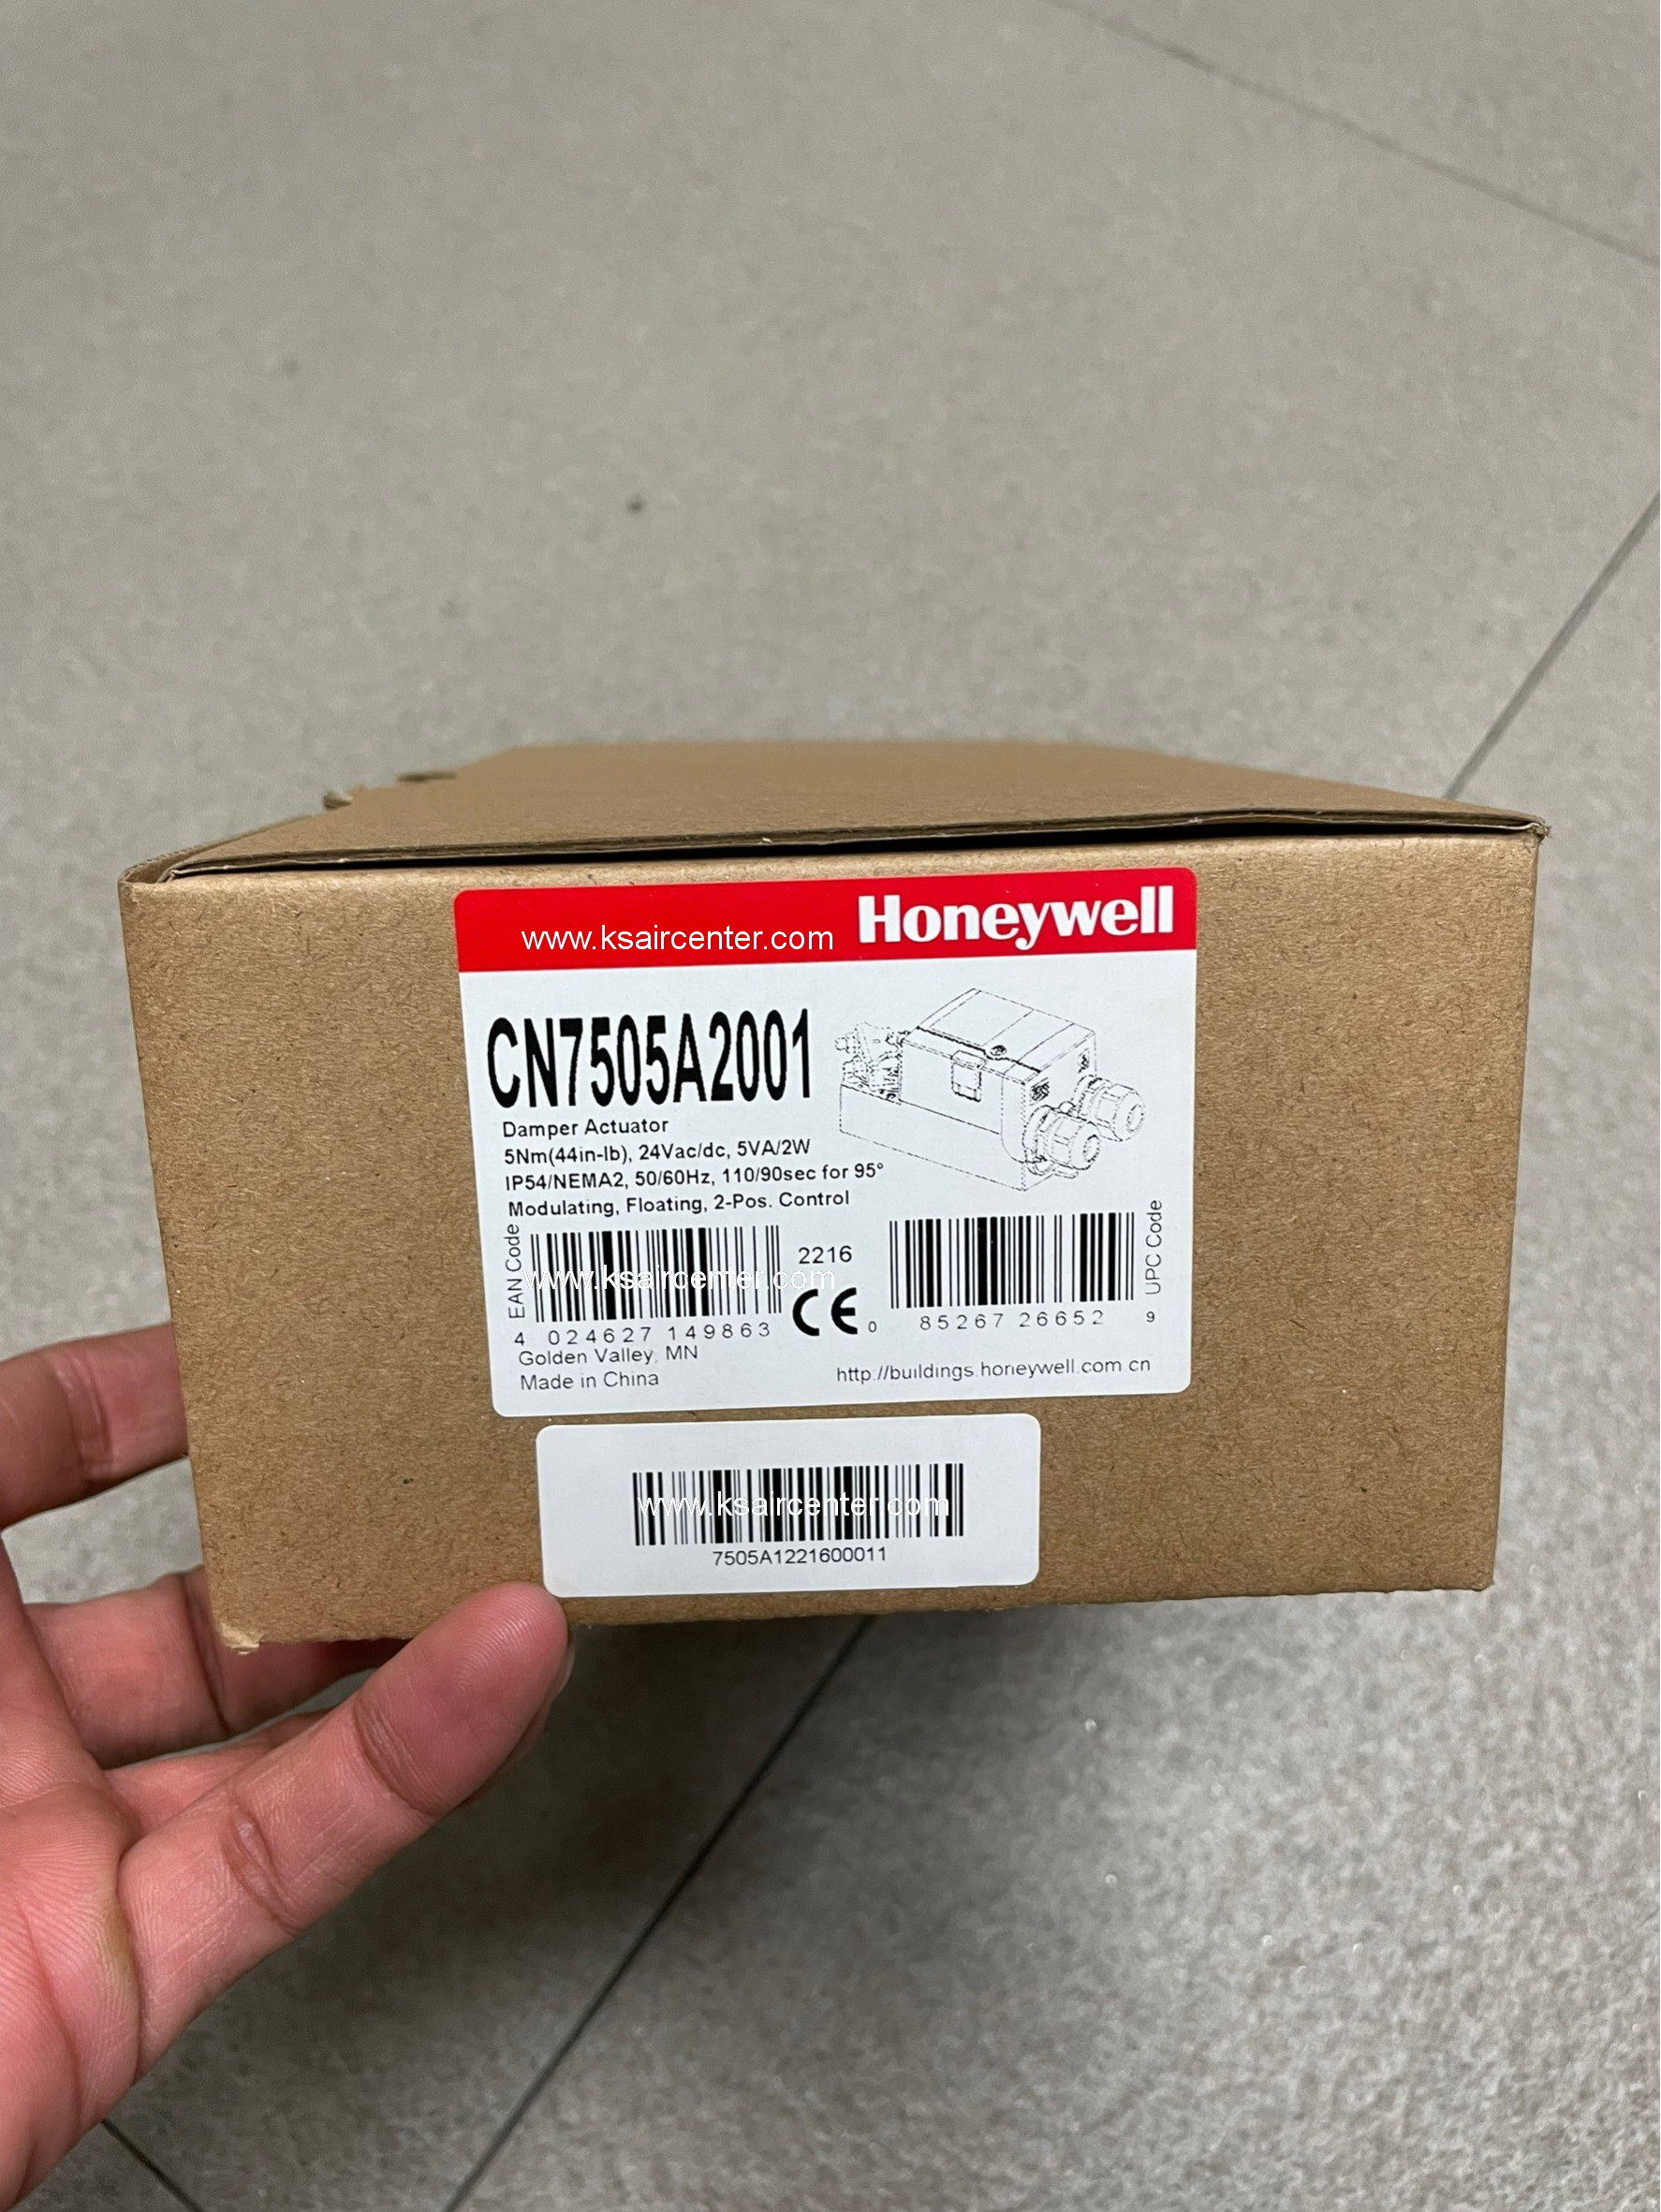 www.ksaircenter.com Honeywell
CN7505A2001
Damper Actuator
5Nm(44in-lb), 24Vac/dc, 5VA/2W
IP54/NEMA2, 50/60Hz, 110/90sec for 95°
Modulating, Floating, 2-Pos. Control
EAN Code
2216
UPC Code
www.ksaircenter.com
CE
4 024627 149863
0 85267 26652 9
Golden Valley, MN
Made in China
http://buildings.honeywell.com.cn
www.ksaircenter.com
7505A1221600011